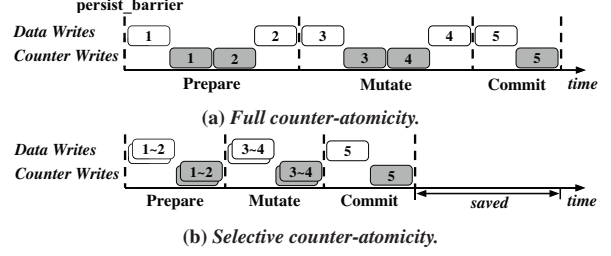 persist_barrier
Data Writes 1 2 3 4 5
Counter Writes 1 2 3 4 5
Prepare Mutate Commit time
(a) Full counter-atomicity.
Data Writes 1~2 3~4 5
Counter Writes 1~2 3~4 5
Prepare Mutate Commit saved time
(b) Selective counter-atomicity.